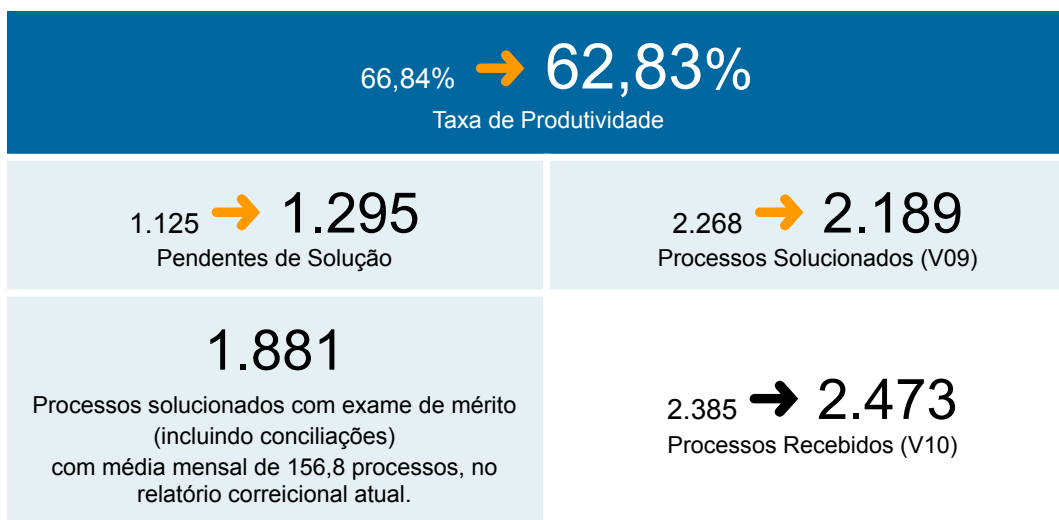 66,84% ➜ 62,83%
Taxa de Produtividade
1.125 ➜ 1.295
Pendentes de Solução
2.268 ➜ 2.189
Processos Solucionados (V09)
1.881
Processos solucionados com exame de mérito
(incluindo conciliações)
com média mensal de 156,8 processos, no
relatório correicional atual.
2.385 ➜ 2.473
Processos Recebidos (V10)